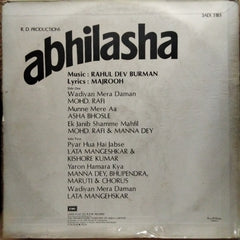 R. D. PRODUCTIONS
3AEX 5185
abhilasha
Music : RAHUL DEV BURMAN
Lyrics : MAJROOH
Side One
Wadiyan Mera Daman
MOHD. RAFI
Munne Mere Aa
ASHA BHOSLE
Ek Janib Shamme Mahfil
MOHD. RAFI & MANNA DEY
Side Two
Pyar Hua Hai Jabse
LATA MANGESHKAR &
KISHORE KUMAR
Yaron Hamara Kya
MANNA DEY, BHUPENDRA,
MARUTI & CHORUS
Wadiyan Mera Daman
LATA MANGEHSKAR
EMI